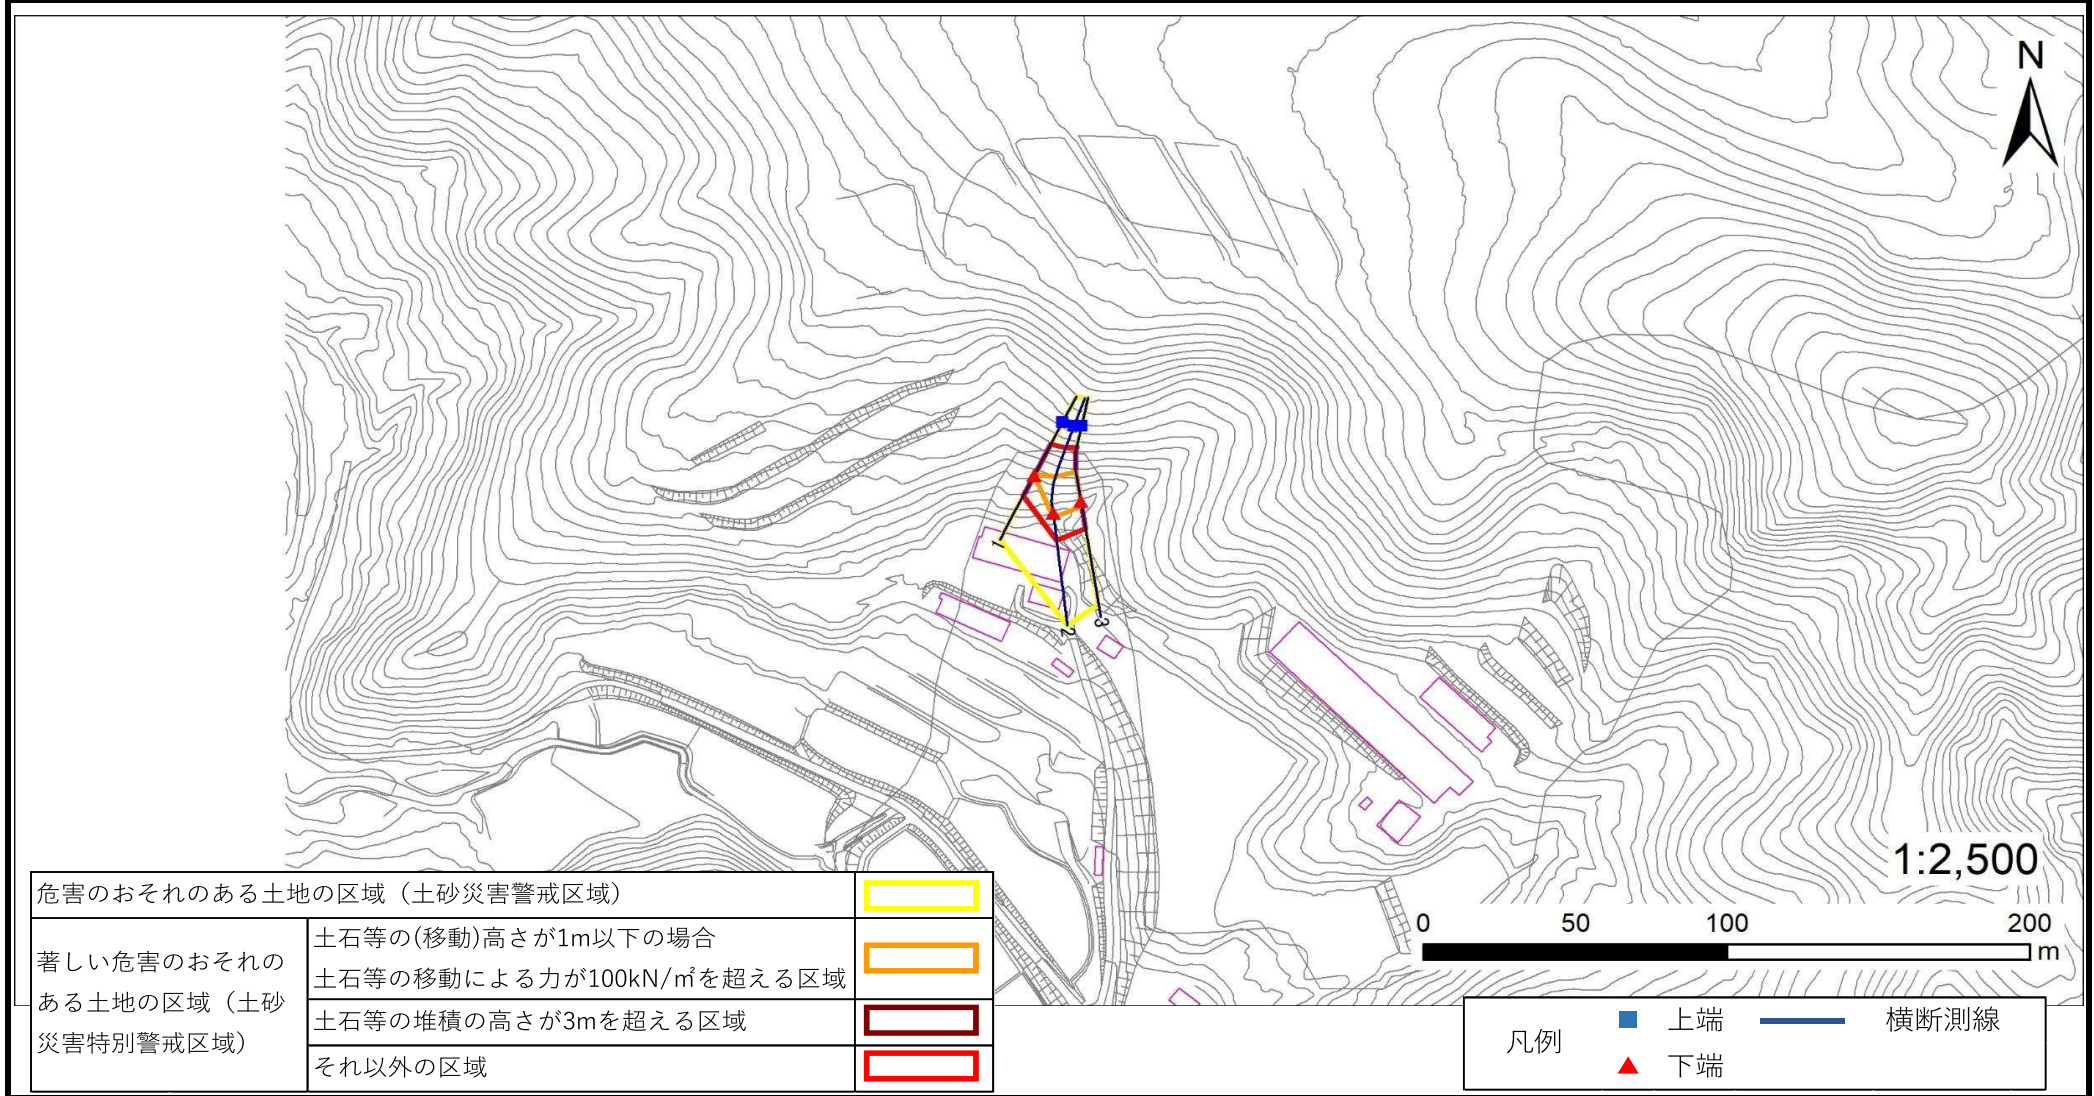 N
1
2
3
1:2,500
0 50 100 200
m
危害のおそれのある土地の区域（土砂災害警戒区域）
著しい危害のおそれの
ある土地の区域（土砂
災害特別警戒区域）
土石等の(移動)高さが1m以下の場合
土石等の移動による力が100kN/㎡を超える区域
土石等の堆積の高さが3mを超える区域
それ以外の区域
凡例
上端
横断測線
下端